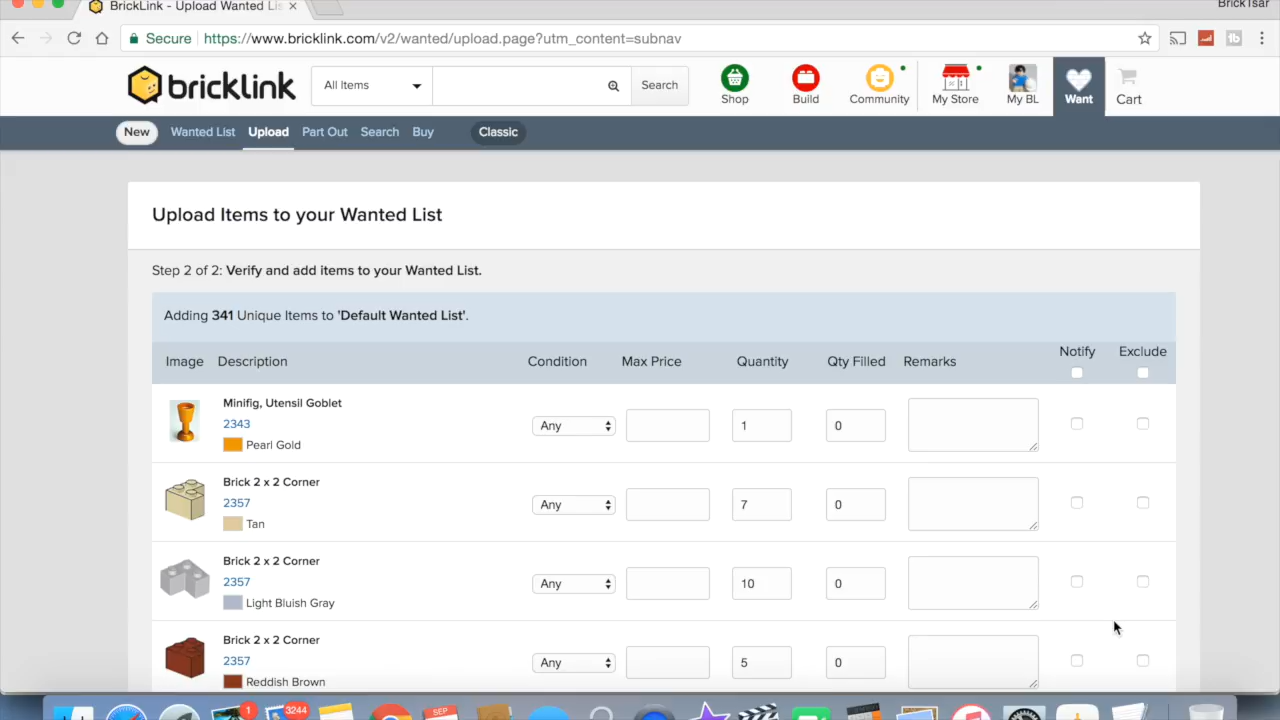 BrickTsar
BrickLink - Upload Wanted Lis ×
Secure https://www.bricklink.com/v2/wanted/upload.page?utm_content=subnav
bricklink
All Items
Search
Shop
Build
Community
My Store
My BL
Want
Cart
New Wanted List Upload Part Out Search Buy Classic
Upload Items to your Wanted List
Step 2 of 2: Verify and add items to your Wanted List.
Adding 341 Unique Items to 'Default Wanted List'.
Image Description Condition Max Price Quantity Qty Filled Remarks Notify Exclude
Minifig, Utensil Goblet
2343
Pearl Gold
Any 1 0
Brick 2 x 2 Corner
2357
Tan
Any 7 0
Brick 2 x 2 Corner
2357
Light Bluish Gray
Any 10 0
Brick 2 x 2 Corner
2357
Reddish Brown
Any 5 0
1
3244
SEP